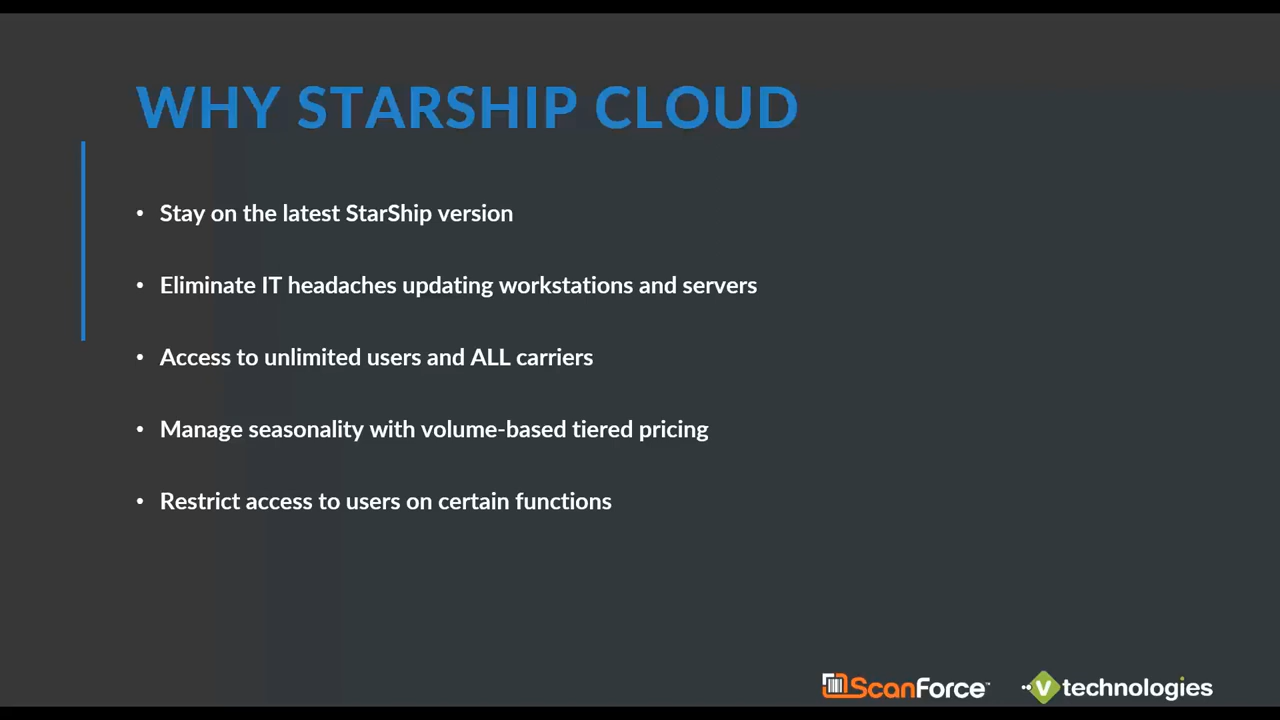 WHY STARSHIP CLOUD
• Stay on the latest StarShip version
• Eliminate IT headaches updating workstations and servers
• Access to unlimited users and ALL carriers
• Manage seasonality with volume-based tiered pricing
• Restrict access to users on certain functions
ScanForce™ v technologies